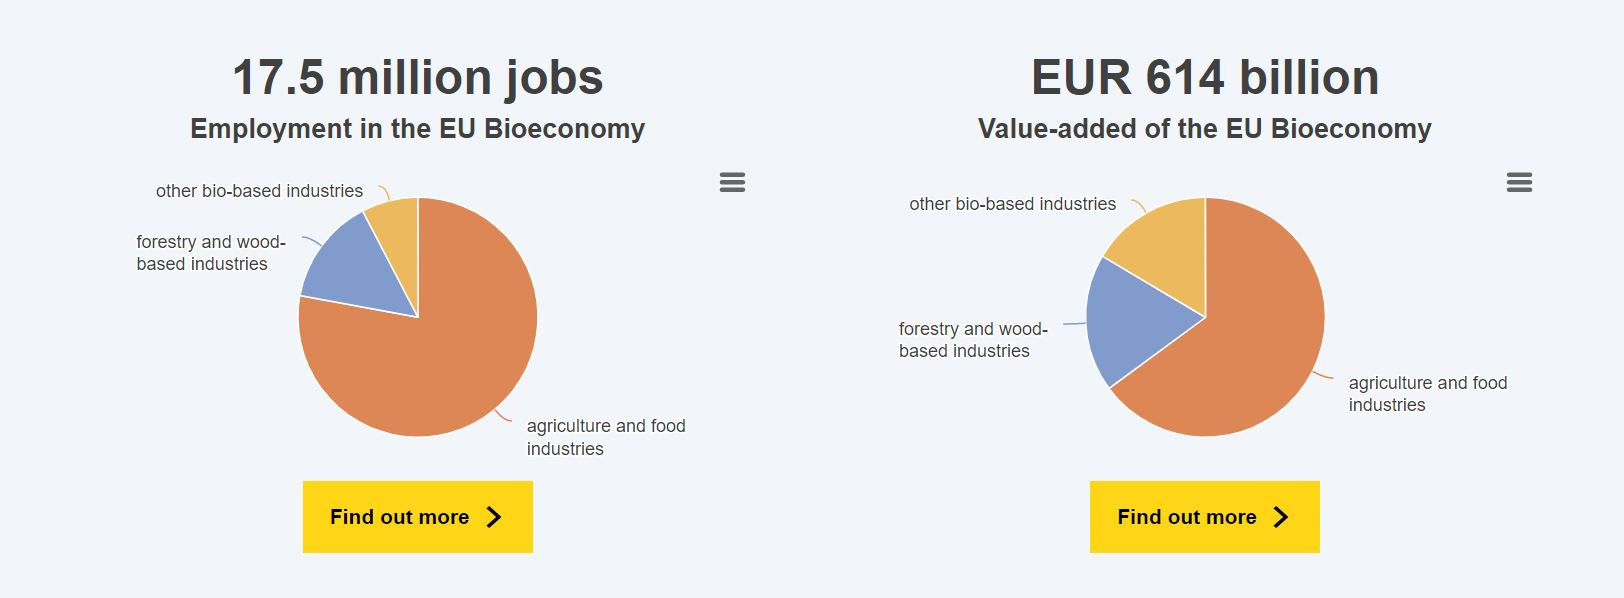 17.5 million jobs
Employment in the EU Bioeconomy
other bio-based industries
forestry and wood-
based industries
agriculture and food
industries
Find out more
EUR 614 billion
Value-added of the EU Bioeconomy
other bio-based industries
forestry and wood-
based industries
agriculture and food
industries
Find out more